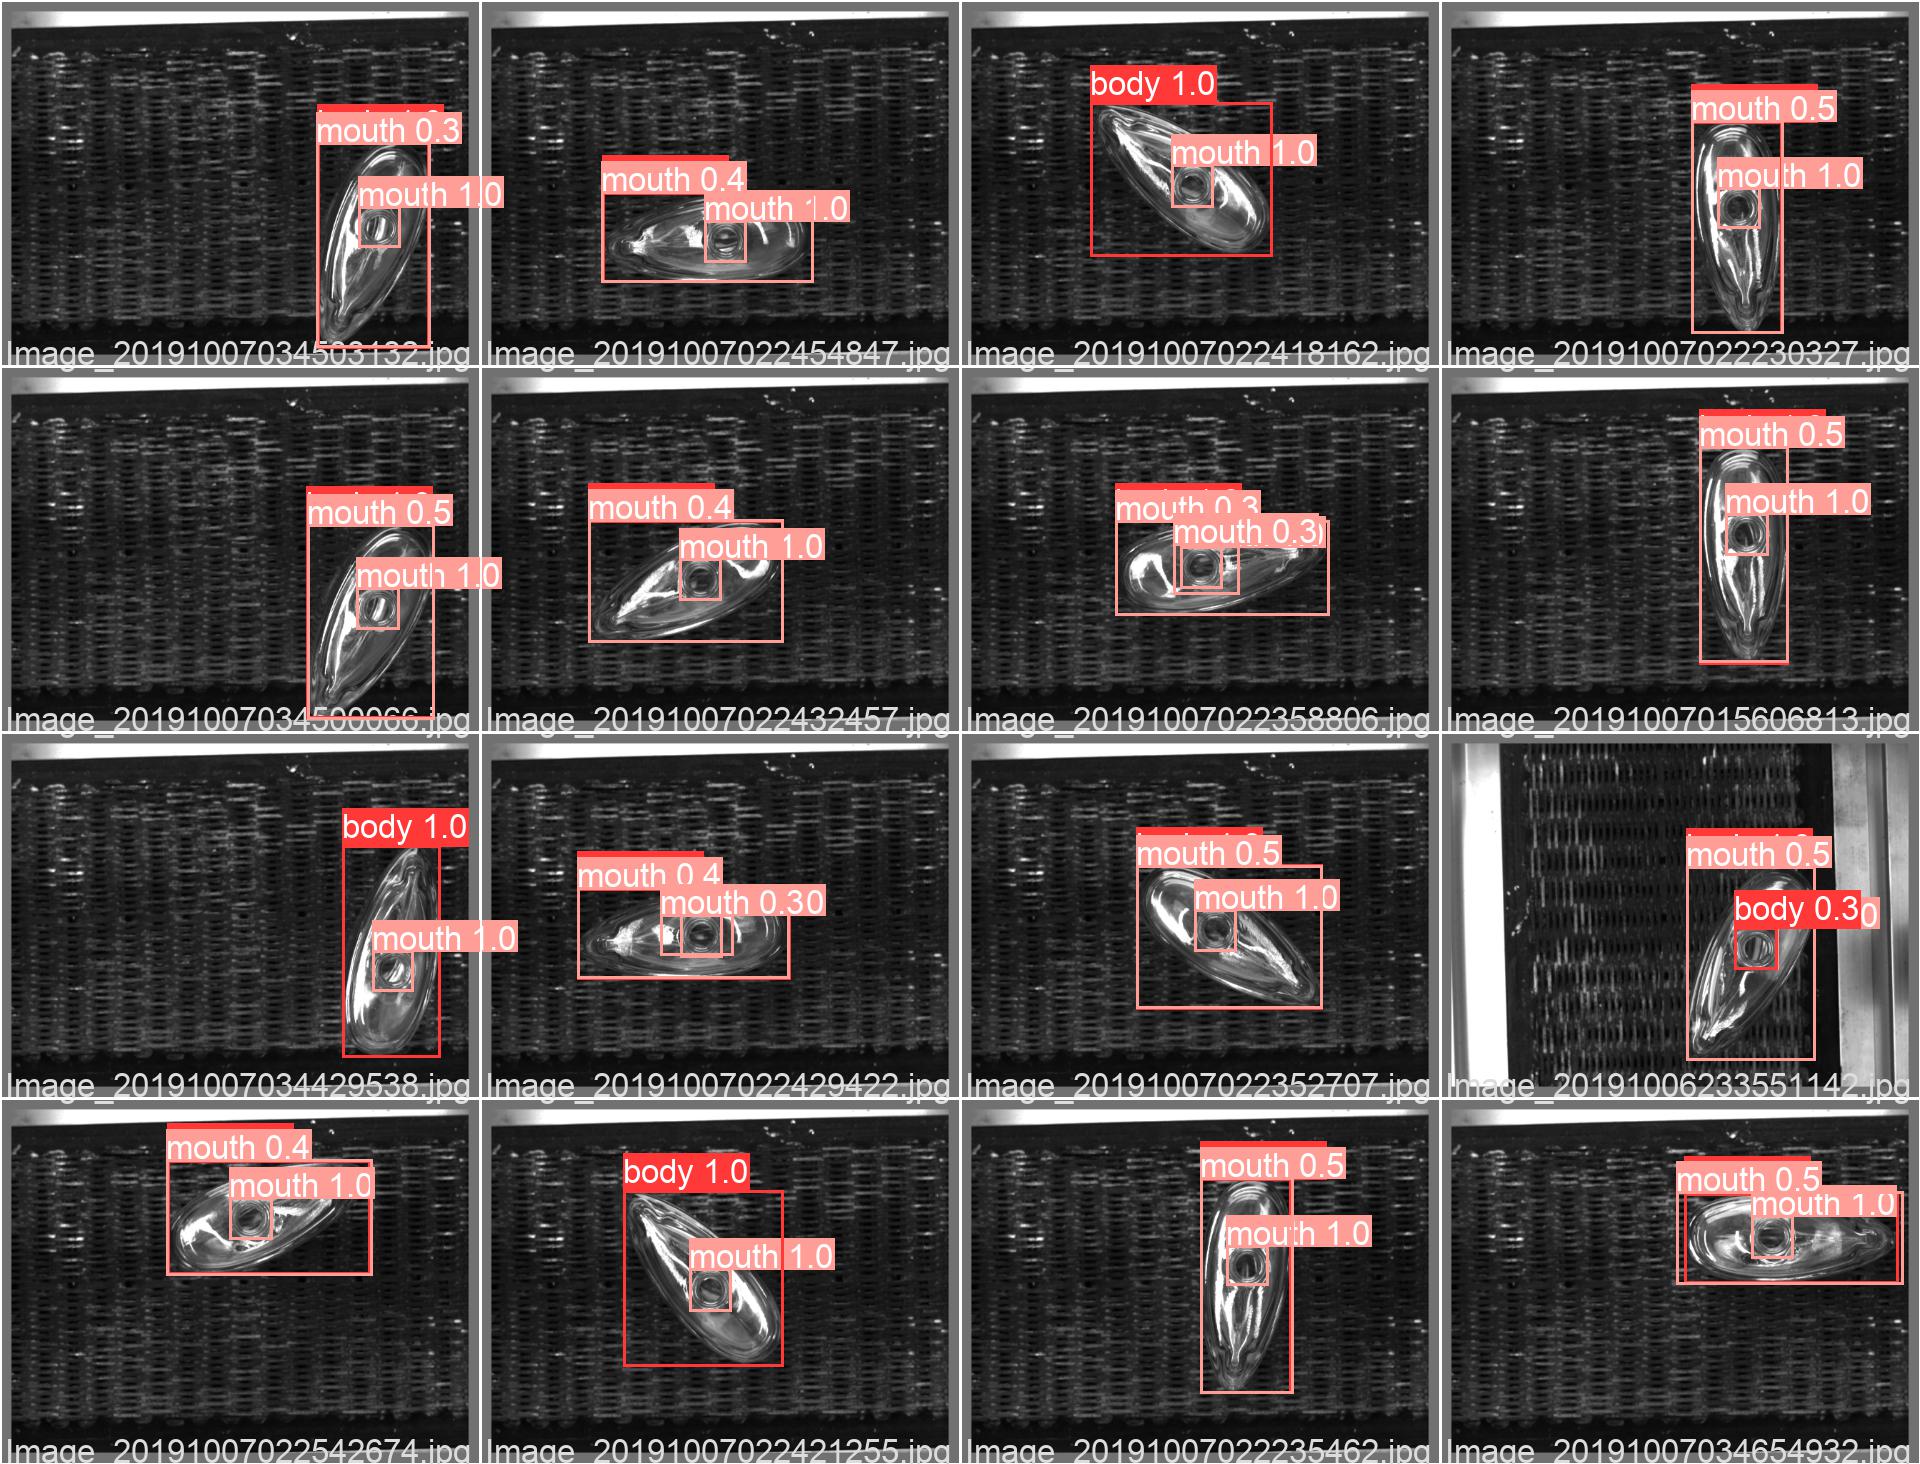 mouth 0.3
mouth 1.0
Image_20191007034503132.jpg
mouth 0.4
mouth 1.0
Image_20191007022454847.jpg
body 1.0
mouth 1.0
Image_20191007022418162.jpg
mouth 0.5
mouth 1.0
Image_20191007022230327.jpg
mouth 0.5
mouth 1.0
Image_20191007034500066.jpg
mouth 0.4
mouth 1.0
Image_20191007022432457.jpg
mouth 0.3
mouth 0.3
Image_20191007022358806.jpg
mouth 0.5
mouth 1.0
Image_20191007015606813.jpg
body 1.0
mouth 1.0
Image_20191007034429538.jpg
mouth 0.4
mouth 0.30
Image_20191007022429422.jpg
mouth 0.5
mouth 1.0
Image_20191007022352707.jpg
mouth 0.5
body 0.3
Image_20191006233551142.jpg
mouth 0.4
mouth 1.0
Image_20191007022542674.jpg
body 1.0
mouth 1.0
Image_20191007022421255.jpg
mouth 0.5
mouth 1.0
Image_20191007022235462.jpg
mouth 0.5
mouth 1.0
Image_20191007034654932.jpg